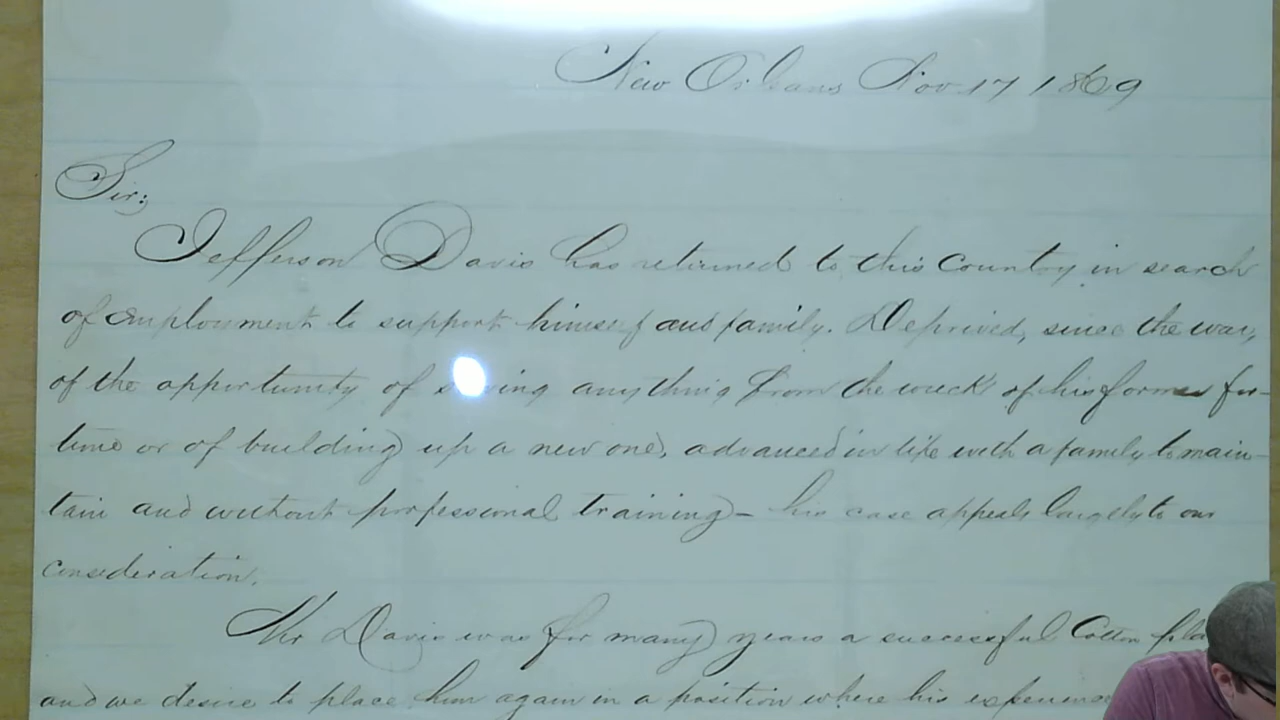 New Orleans Nov. 17 1869
Sir;
Jefferson Davis has returned to this Country in search
of employment to support himself and family. Deprived, since the war,
of the opportunity of saving anything from the wreck of his former for-
tune or of building up a new one, advanced in life with a family to main-
tain and without professional training - his case appeals largely to our
consideration.
Mr Davis was for many years a successful Cotton
and we desire to place him again in a position where his